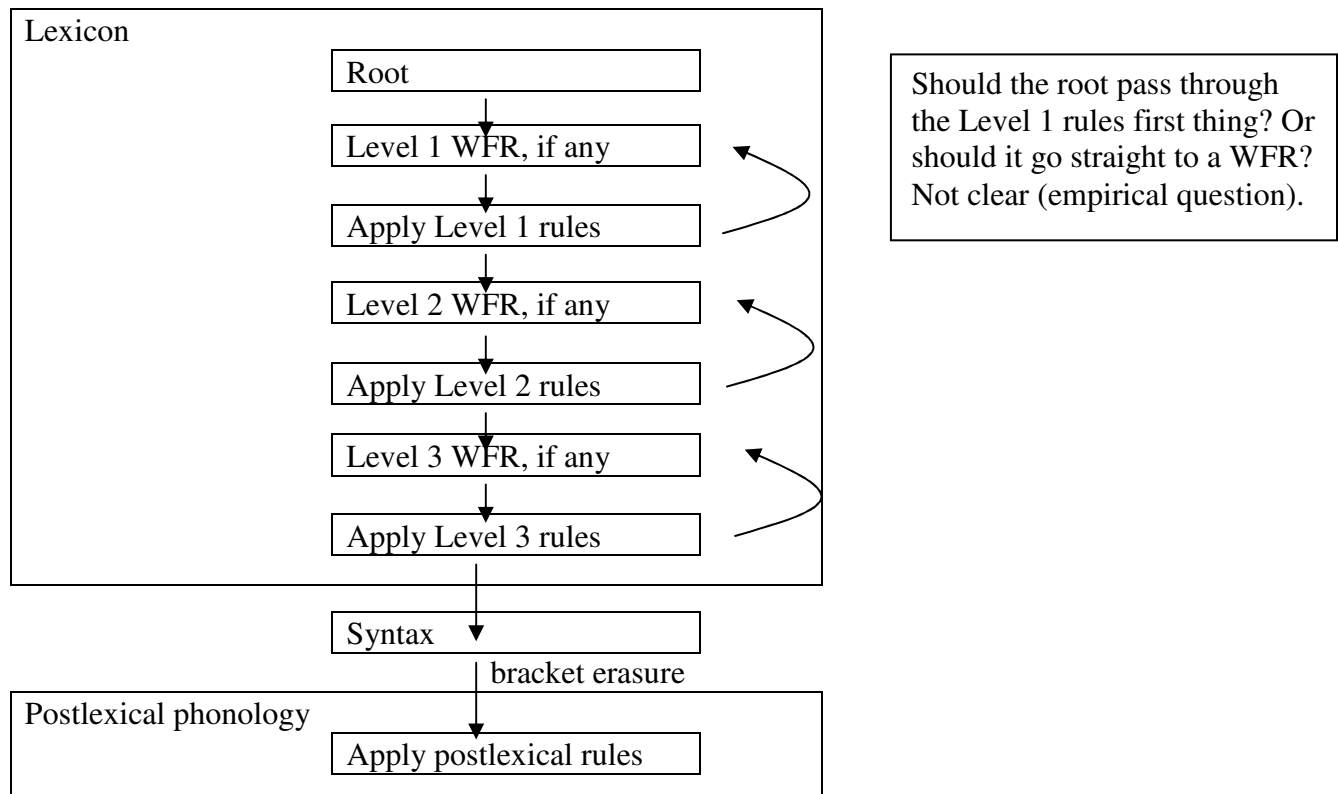 Lexicon
Root
Level 1 WFR, if any
Apply Level 1 rules
Level 2 WFR, if any
Apply Level 2 rules
Level 3 WFR, if any
Apply Level 3 rules
Syntax
bracket erasure
Postlexical phonology
Apply postlexical rules
Should the root pass through
the Level 1 rules first thing? Or
should it go straight to a WFR?
Not clear (empirical question).